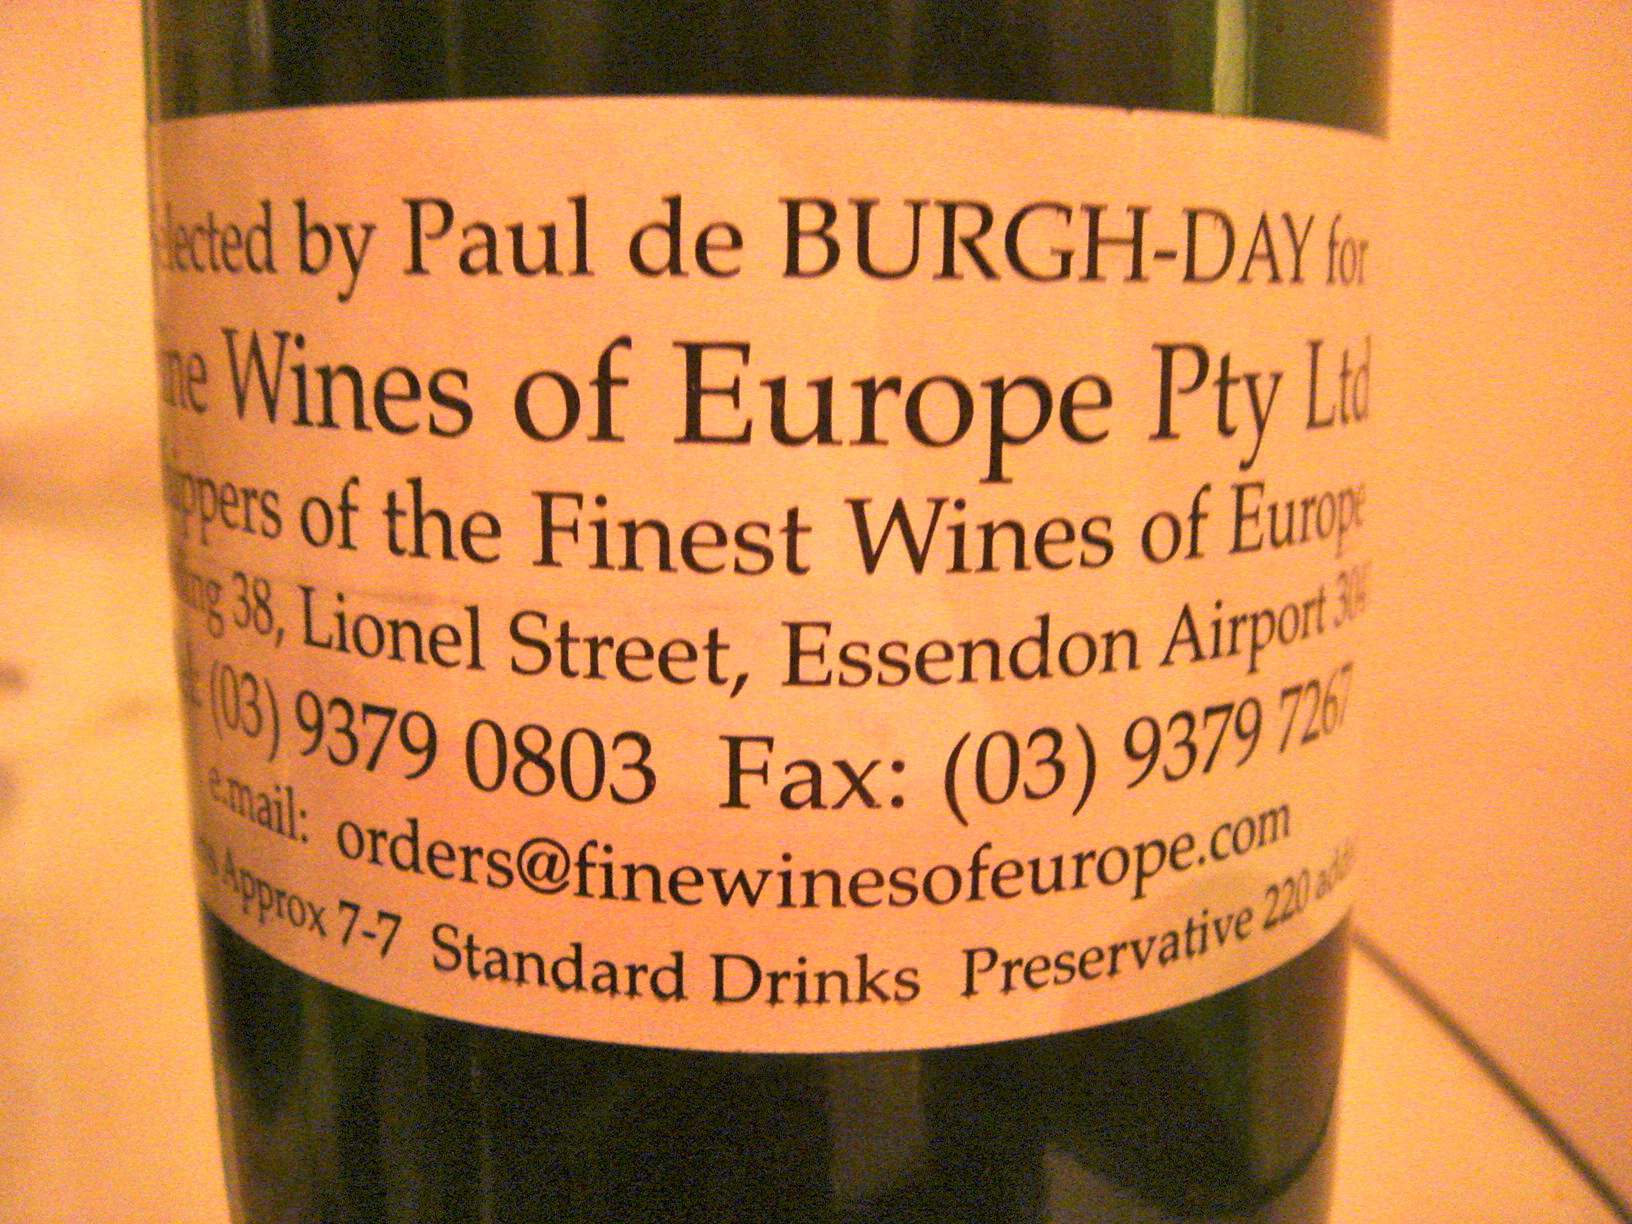 by Paul de BURGH-DAY for
Wines of Europe Pty Ltd
of the Finest Wines of Europe
38, Lionel Street, Essendon Airport
(03) 9379 0803 Fax: (03) 9379 7267
e.mail: orders@finewinesofeurope.com
Approx 7-7 Standard Drinks Preservative 220